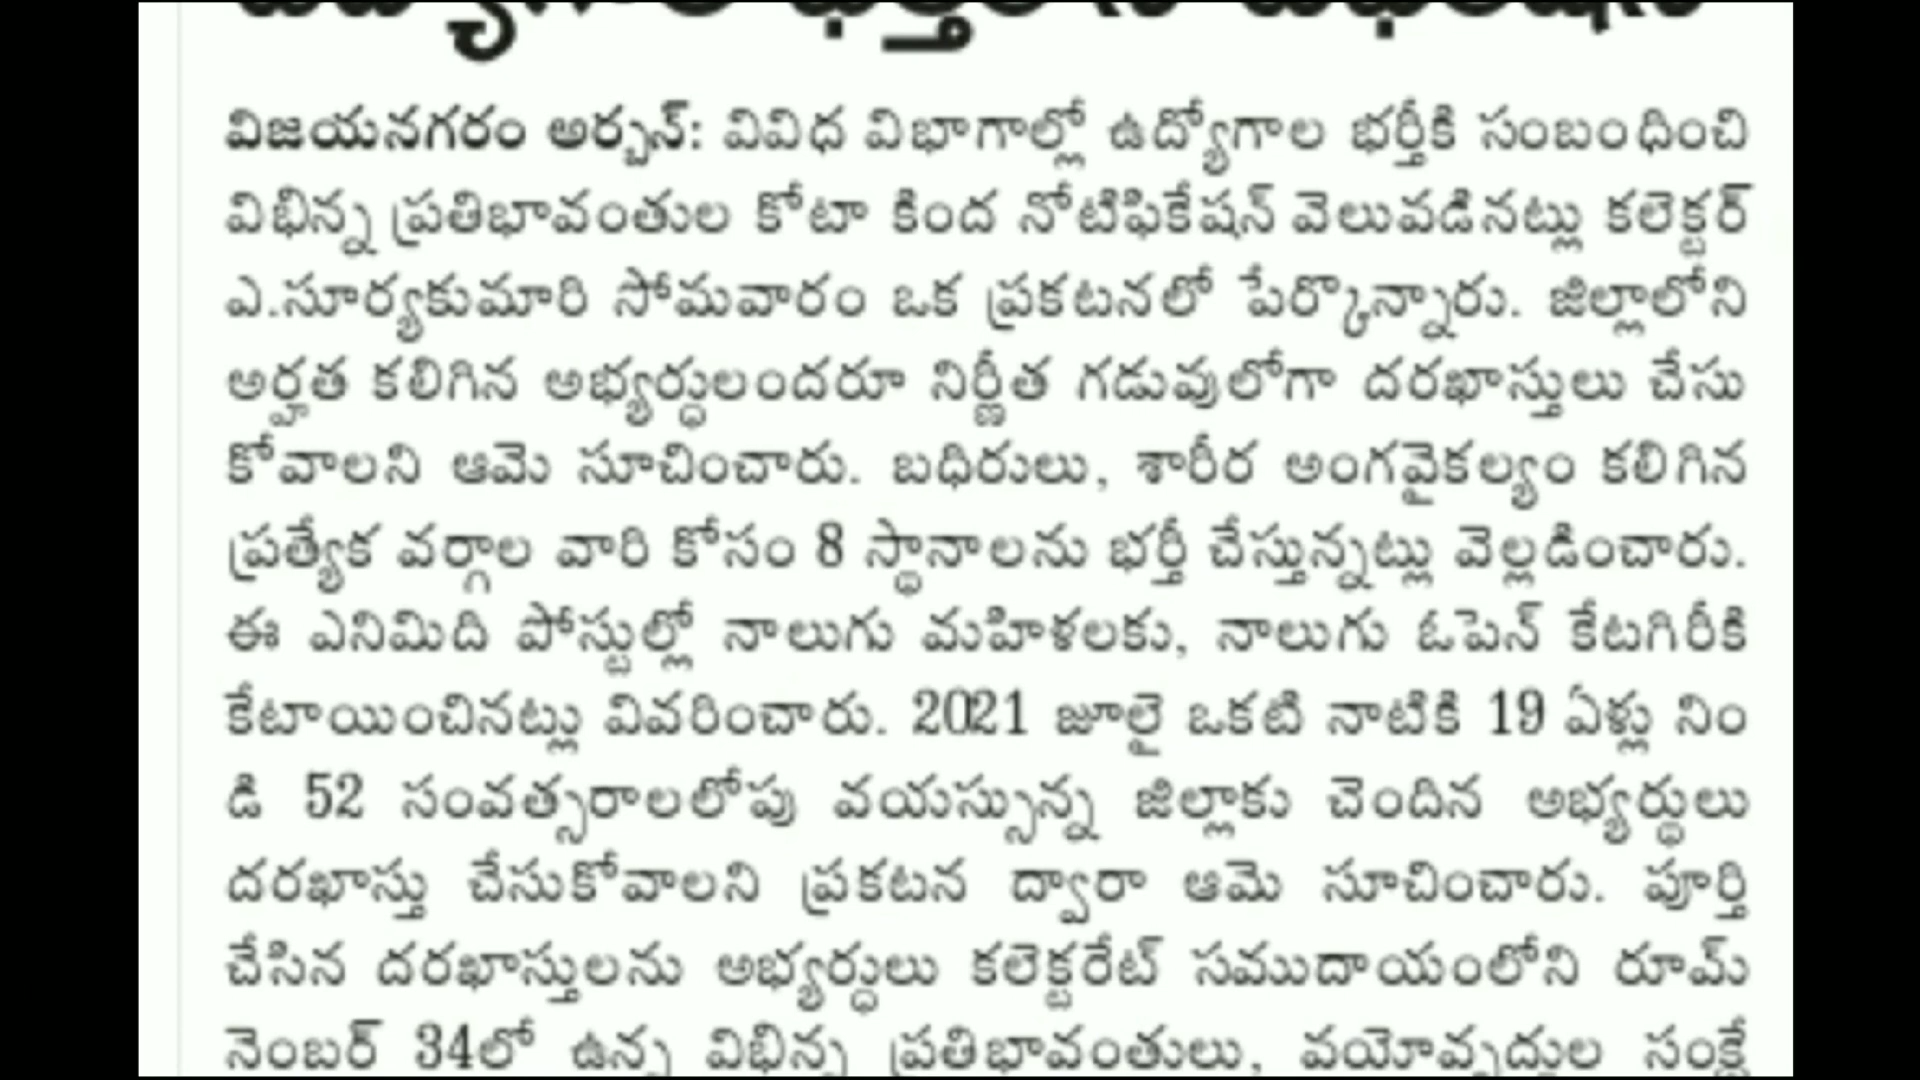 విజయనగరం అర్బన్: వివిధ విభాగాల్లో ఉద్యోగాల భర్తీకి సంబంధించి
విభిన్న ప్రతిభావంతుల కోటా కింద నోటిఫికేషన్ వెలువడినట్లు కలెక్టర్
ఎ.సూర్యకుమారి సోమవారం ఒక ప్రకటనలో పేర్కొన్నారు. జిల్లాలోని
అర్హత కలిగిన అభ్యర్ధులందరూ నిర్ణీత గడువులోగా దరఖాస్తులు చేసు
కోవాలని ఆమె సూచించారు. బధిరులు, శారీర అంగవైకల్యం కలిగిన
ప్రత్యేక వర్గాల వారి కోసం 8 స్థానాలను భర్తీ చేస్తున్నట్లు వెల్లడించారు.
ఈ ఎనిమిది పోస్టుల్లో నాలుగు మహిళలకు, నాలుగు ఓపెన్ కేటగిరీకి
కేటాయించినట్లు వివరించారు. 2021 జూలై ఒకటి నాటికి 19 ఏళ్లు నిం
డి 52 సంవత్సరాలలోపు వయస్సున్న జిల్లాకు చెందిన అభ్యర్థులు
దరఖాస్తు చేసుకోవాలని ప్రకటన ద్వారా ఆమె సూచించారు. పూర్తి
చేసిన దరఖాస్తులను అభ్యర్ధులు కలెక్టరేట్ సముదాయంలోని రూమ్
నెంబర్ 34లో ఉన్న విభిన్న ప్రతిభావంతులు, వయోవృద్ధుల సంక్షే